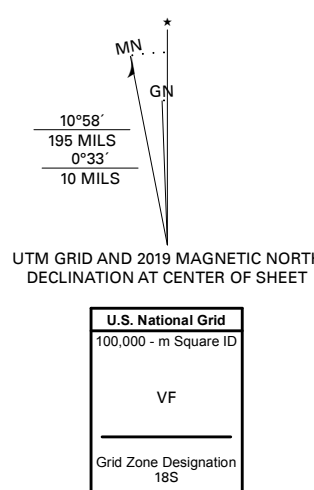 ★
MN
GN
10°58´
195 MILS
0°33´
10 MILS
UTM GRID AND 2019 MAGNETIC NORTH
DECLINATION AT CENTER OF SHEET
U.S. National Grid
100,000 - m Square ID
VF
Grid Zone Designation
18S